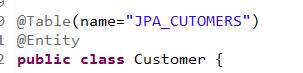 @Table(name="JPA_CUTOMERS")
@Entity
public class Customer {